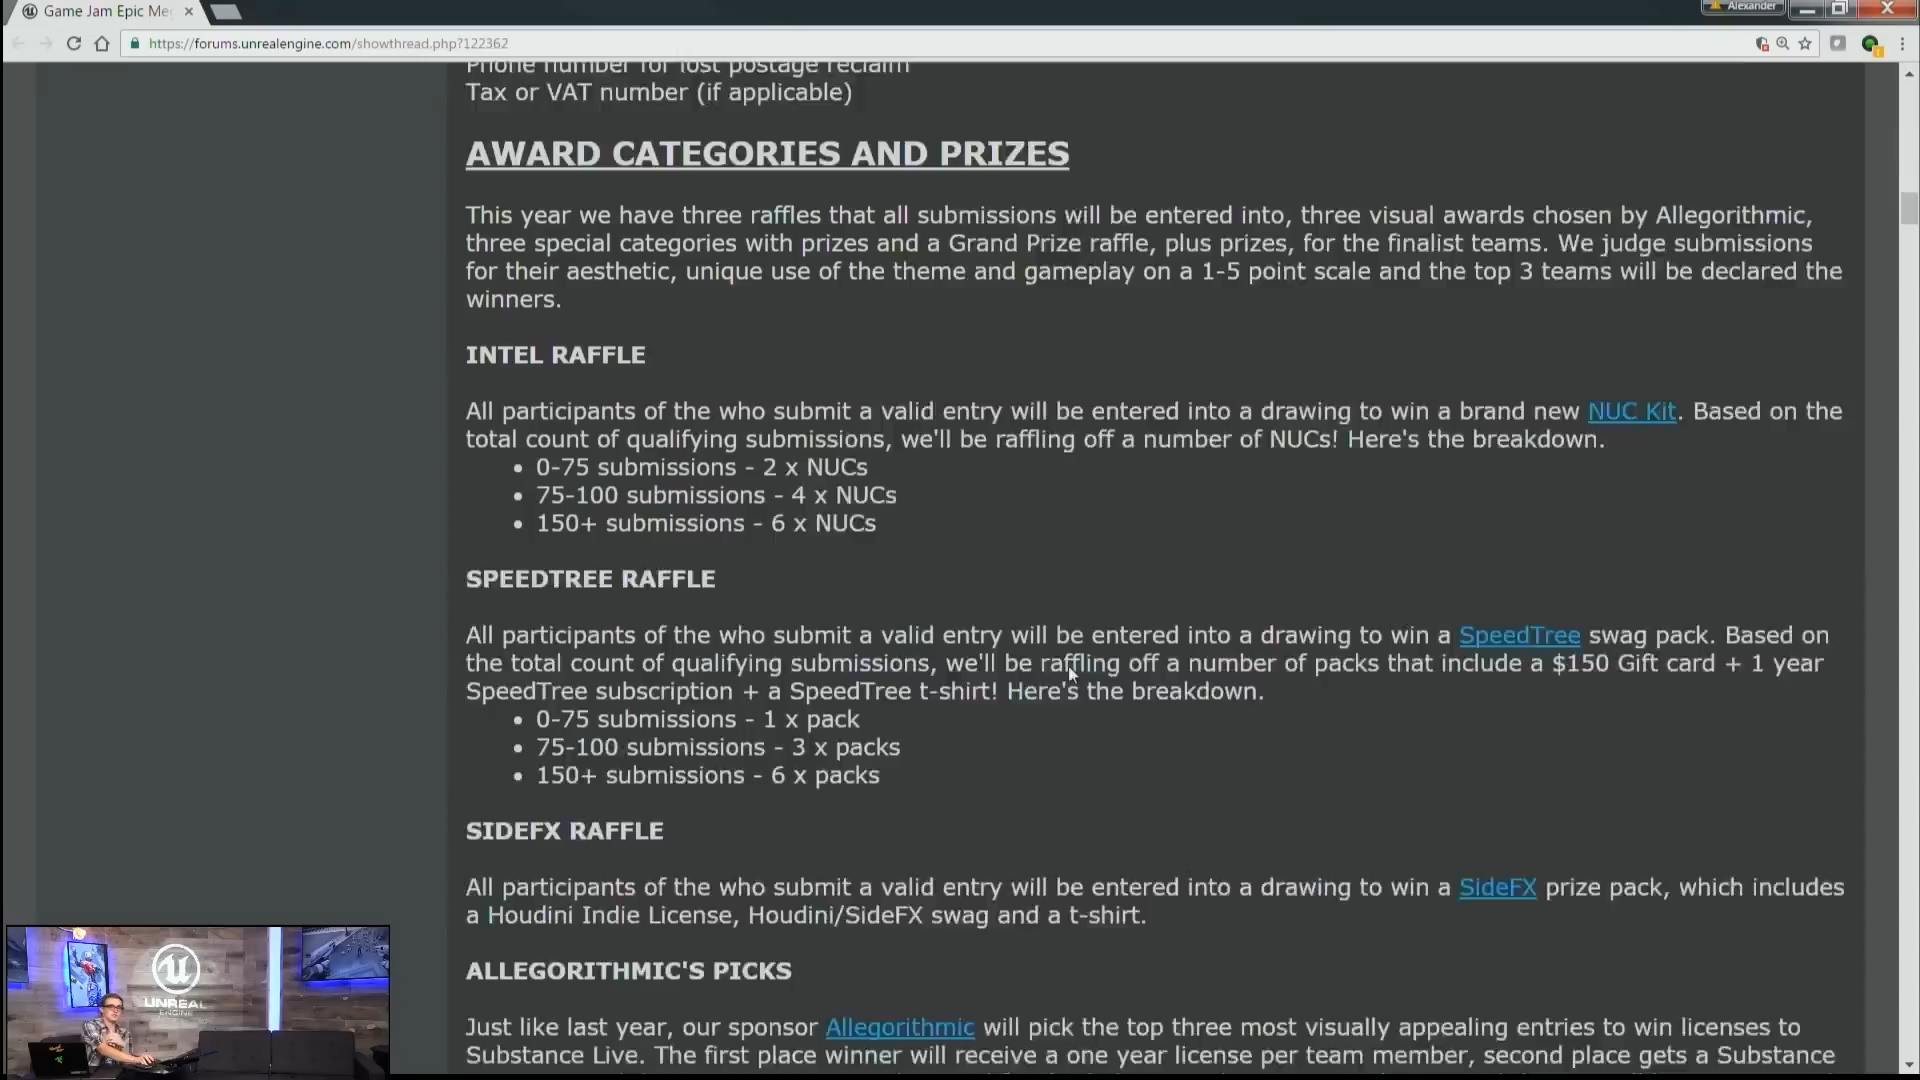 Game Jam Epic Me
Alexander
https://forums.unrealengine.com/showthread.php?122362
Phone number for lost postage reclaim
Tax or VAT number (if applicable)
AWARD CATEGORIES AND PRIZES
This year we have three raffles that all submissions will be entered into, three visual awards chosen by Allegorithmic,
three special categories with prizes and a Grand Prize raffle, plus prizes, for the finalist teams. We judge submissions
for their aesthetic, unique use of the theme and gameplay on a 1-5 point scale and the top 3 teams will be declared the
winners.
INTEL RAFFLE
All participants of the who submit a valid entry will be entered into a drawing to win a brand new NUC Kit. Based on the
total count of qualifying submissions, we'll be raffling off a number of NUCs! Here's the breakdown.
• 0-75 submissions - 2 x NUCs
• 75-100 submissions - 4 x NUCs
• 150+ submissions - 6 x NUCs
SPEEDTREE RAFFLE
All participants of the who submit a valid entry will be entered into a drawing to win a SpeedTree swag pack. Based on
the total count of qualifying submissions, we'll be raffling off a number of packs that include a $150 Gift card + 1 year
SpeedTree subscription + a SpeedTree t-shirt! Here's the breakdown.
• 0-75 submissions - 1 x pack
• 75-100 submissions - 3 x packs
• 150+ submissions - 6 x packs
SIDEFX RAFFLE
All participants of the who submit a valid entry will be entered into a drawing to win a SideFX prize pack, which includes
a Houdini Indie License, Houdini/SideFX swag and a t-shirt.
ALLEGORITHMIC'S PICKS
Just like last year, our sponsor Allegorithmic will pick the top three most visually appealing entries to win licenses to
Substance Live. The first place winner will receive a one year license per team member, second place gets a Substance
UNREAL
ENGINE